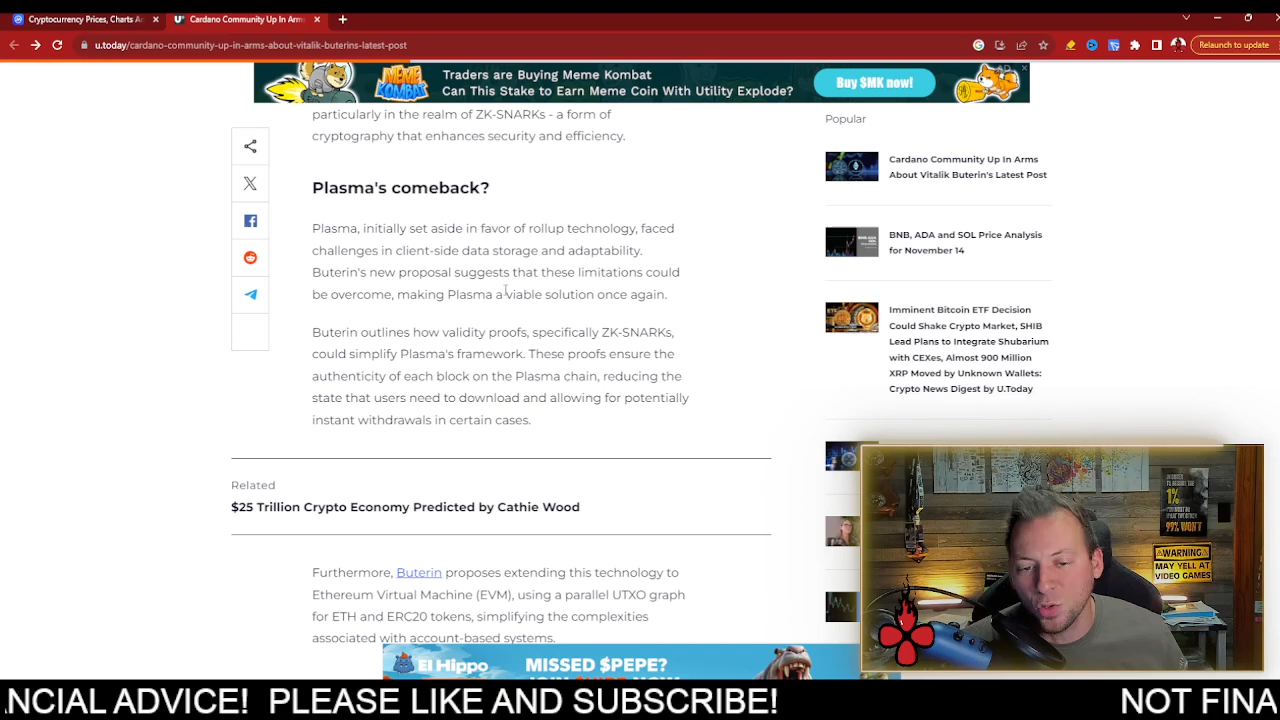 Cryptocurrency Prices, Charts A
Cardano Community Up In Arms
u.today/cardano-community-up-in-arms-about-vitalik-buterins-latest-post
Relaunch to update
MEME KOMBAT
Traders are Buying Meme Kombat
Can This Stake to Earn Meme Coin With Utility Explode?
Buy $MK now!
AD
particularly in the realm of ZK-SNARKs - a form of
cryptography that enhances security and efficiency.
Plasma's comeback?
Plasma, initially set aside in favor of rollup technology, faced
challenges in client-side data storage and adaptability.
Buterin's new proposal suggests that these limitations could
be overcome, making Plasma a viable solution once again.
Buterin outlines how validity proofs, specifically ZK-SNARKs,
could simplify Plasma's framework. These proofs ensure the
authenticity of each block on the Plasma chain, reducing the
state that users need to download and allowing for potentially
instant withdrawals in certain cases.
Related
$25 Trillion Crypto Economy Predicted by Cathie Wood
Furthermore, Buterin proposes extending this technology to
Ethereum Virtual Machine (EVM), using a parallel UTXO graph
for ETH and ERC20 tokens, simplifying the complexities
associated with account-based systems.
Popular
Cardano Community Up In Arms
About Vitalik Buterin's Latest Post
BNB, ADA and SOL Price Analysis
for November 14
Imminent Bitcoin ETF Decision
Could Shake Crypto Market, SHIB
Lead Plans to Integrate Shubarium
with CEXes, Almost 900 Million
XRP Moved by Unknown Wallets:
Crypto News Digest by U.Today
1%
99% WON'T
WARNING
MAY YELL AT
VIDEO GAMES
El Hippo
MISSED $PEPE?
NCIAL ADVICE! PLEASE LIKE AND SUBSCRIBE!
NOT FINA